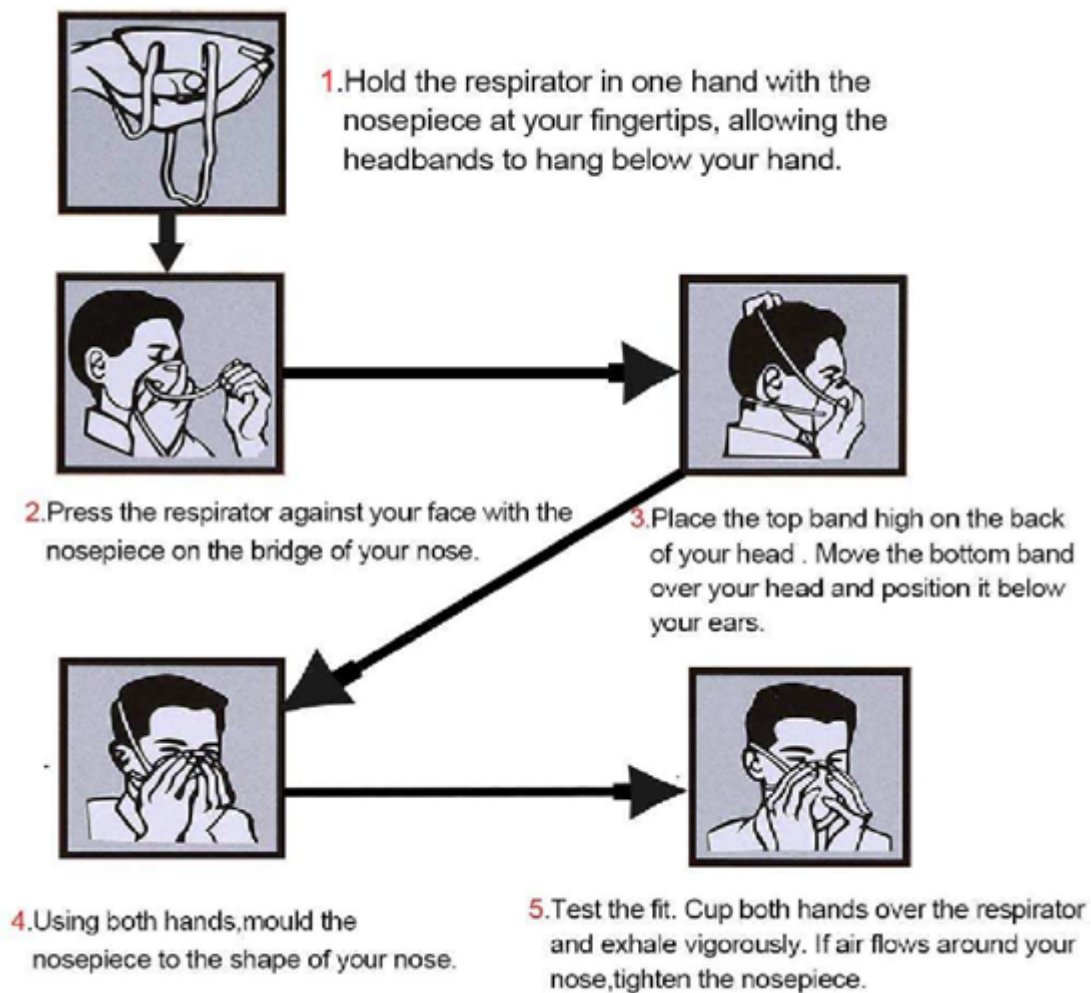 1.Hold the respirator in one hand with the
nosepiece at your fingertips, allowing the
headbands to hang below your hand.
2.Press the respirator against your face with the
nosepiece on the bridge of your nose.
3.Place the top band high on the back
of your head . Move the bottom band
over your head and position it below
your ears.
4.Using both hands,mould the
nosepiece to the shape of your nose.
5.Test the fit. Cup both hands over the respirator
and exhale vigorously. If air flows around your
nose,tighten the nosepiece.